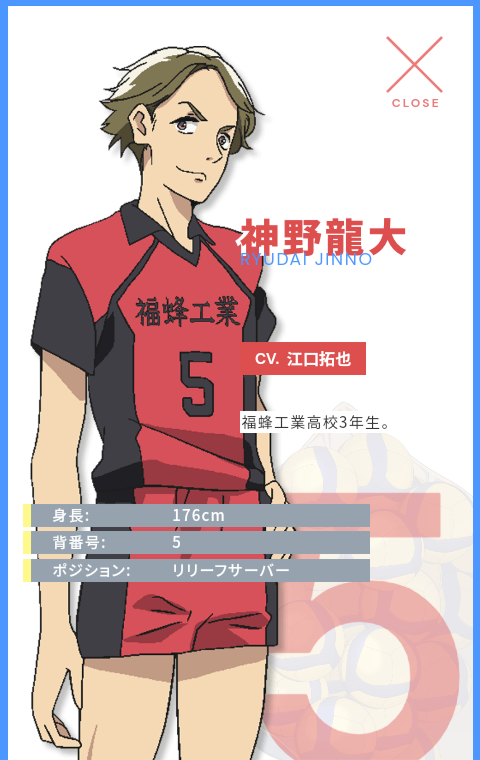 CLOSE
神野龍大
RYUDAI JINNO
福蜂工業
5
CV. 江口拓也
福蜂工業高校3年生。
身長: 176cm
背番号: 5
ポジション: リリーフサーバー
5